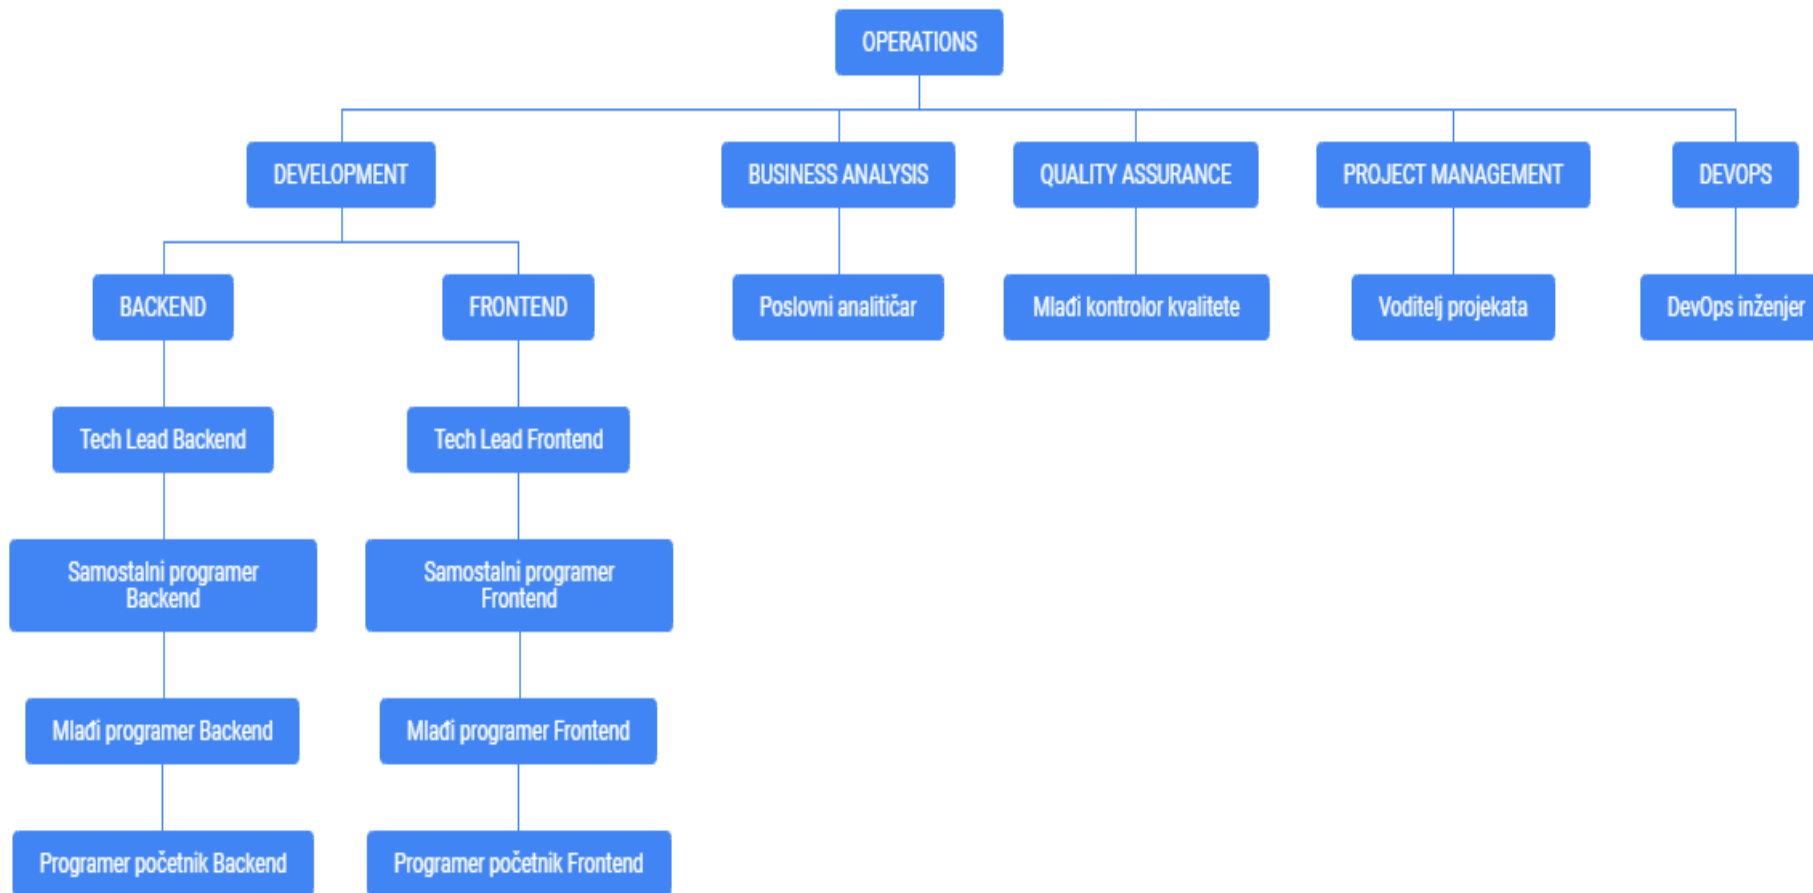 OPERATIONS
DEVELOPMENT
BUSINESS ANALYSIS
QUALITY ASSURANCE
PROJECT MANAGEMENT
DEVOPS
BACKEND
FRONTEND
Poslovni analitičar
Mlađi kontrolor kvalitete
Voditelj projekata
DevOps inženjer
Tech Lead Backend
Tech Lead Frontend
Samostalni programer
Backend
Samostalni programer
Frontend
Mlađi programer Backend
Mlađi programer Frontend
Programer početnik Backend
Programer početnik Frontend